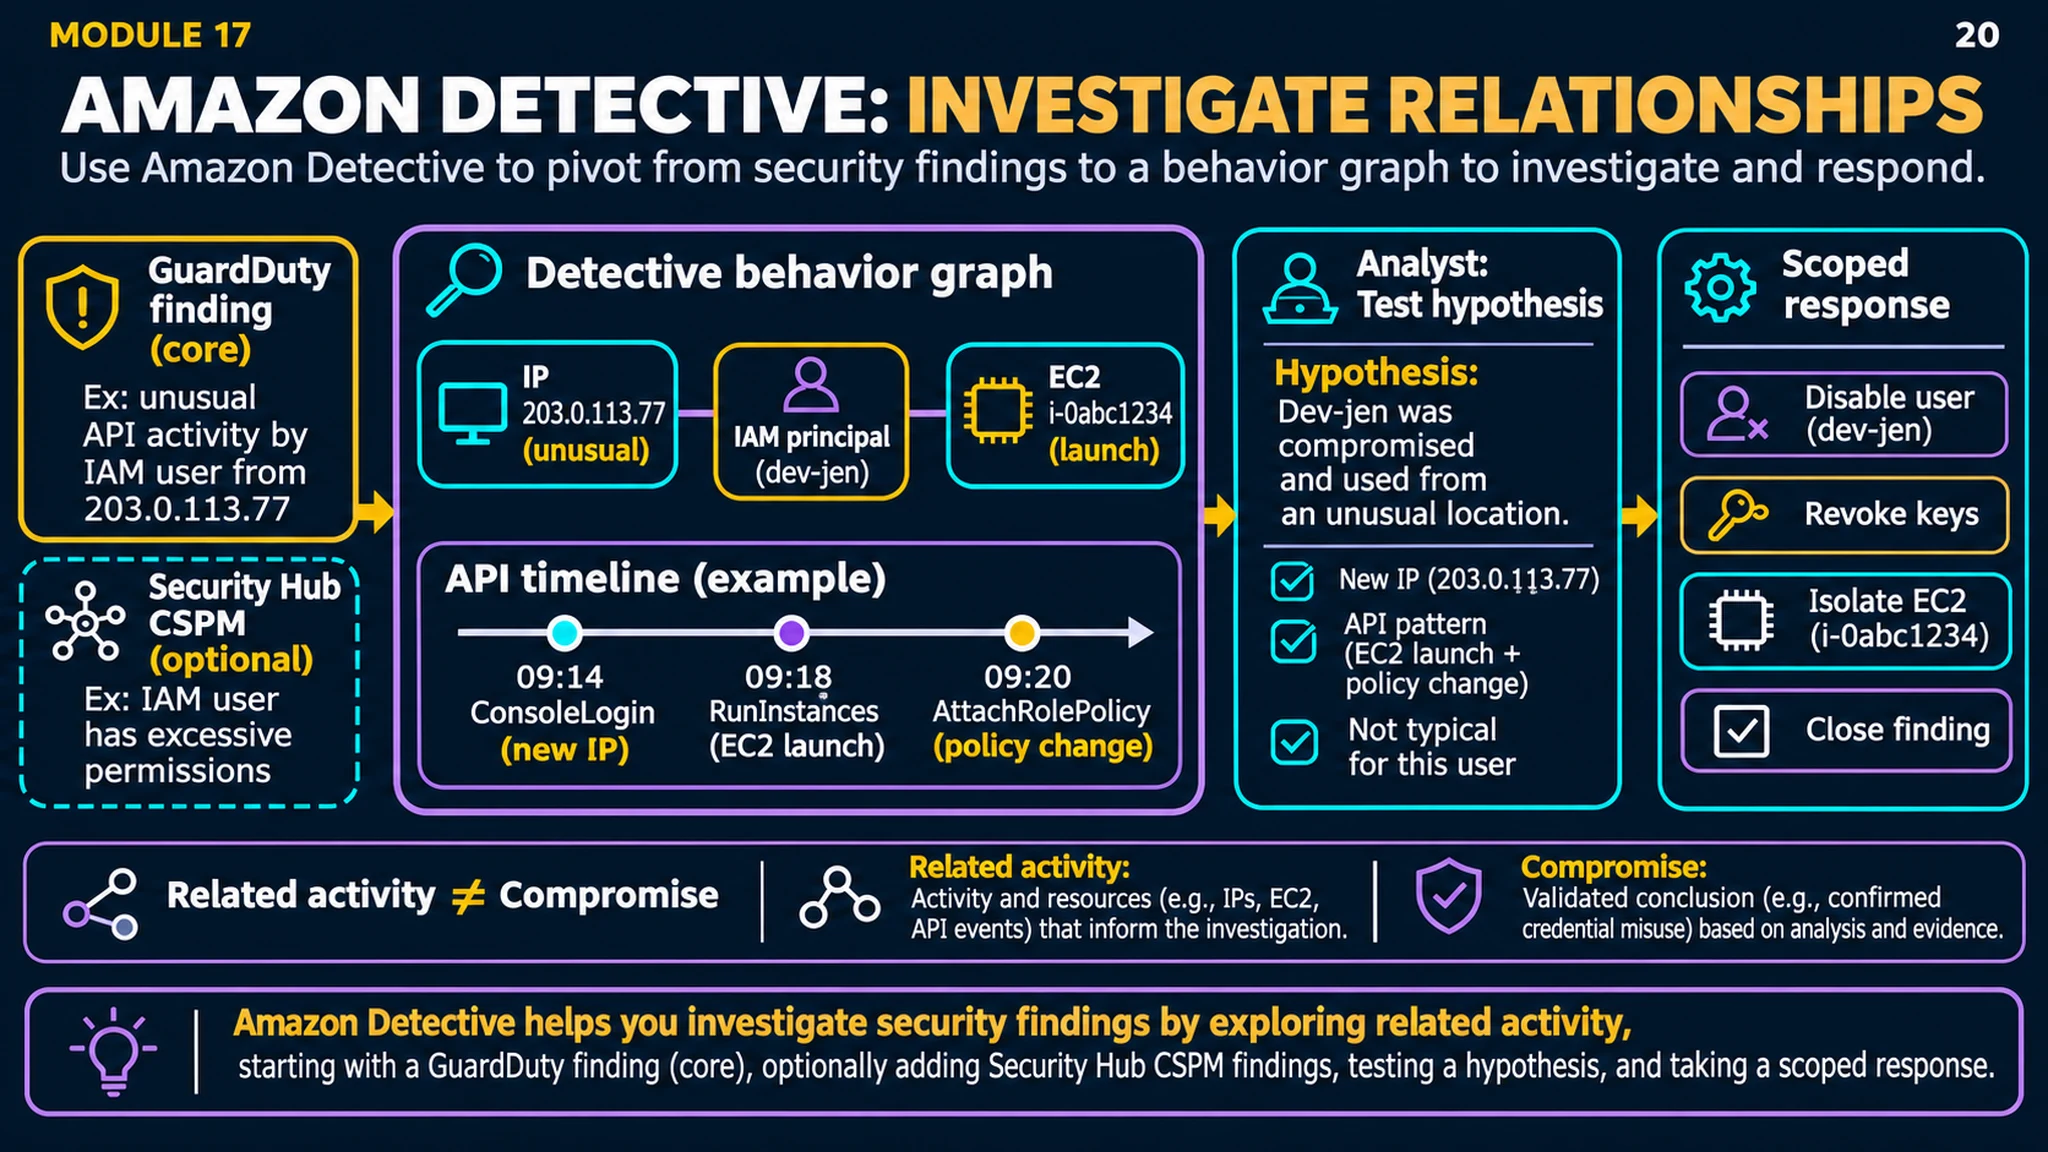 MODULE 17
20
AMAZON DETECTIVE: INVESTIGATE RELATIONSHIPS
Use Amazon Detective to pivot from security findings to a behavior graph to investigate and respond.
GuardDuty
finding
(core)
Ex: unusual
API activity by
IAM user from
203.0.113.77
Security Hub
CSPM
(optional)
Ex: IAM user
has excessive
permissions
Detective behavior graph
IP
203.0.113.77
(unusual)
IAM principal
(dev-jen)
EC2
i-0abc1234
(launch)
API timeline (example)
09:14
ConsoleLogin
(new IP)
09:18
RunInstances
(EC2 launch)
09:20
AttachRolePolicy
(policy change)
Analyst:
Test hypothesis
Hypothesis:
Dev-jen was
compromised
and used from
an unusual location.
New IP (203.0.113.77)
API pattern
(EC2 launch +
policy change)
Not typical
for this user
Scoped
response
Disable user
(dev-jen)
Revoke keys
Isolate EC2
(i-0abc1234)
Close finding
Related activity ≠ Compromise
Related activity:
Activity and resources (e.g., IPs, EC2,
API events) that inform the investigation.
Compromise:
Validated conclusion (e.g., confirmed
credential misuse) based on analysis and evidence.
Amazon Detective helps you investigate security findings by exploring related activity,
starting with a GuardDuty finding (core), optionally adding Security Hub CSPM findings, testing a hypothesis, and taking a scoped response.